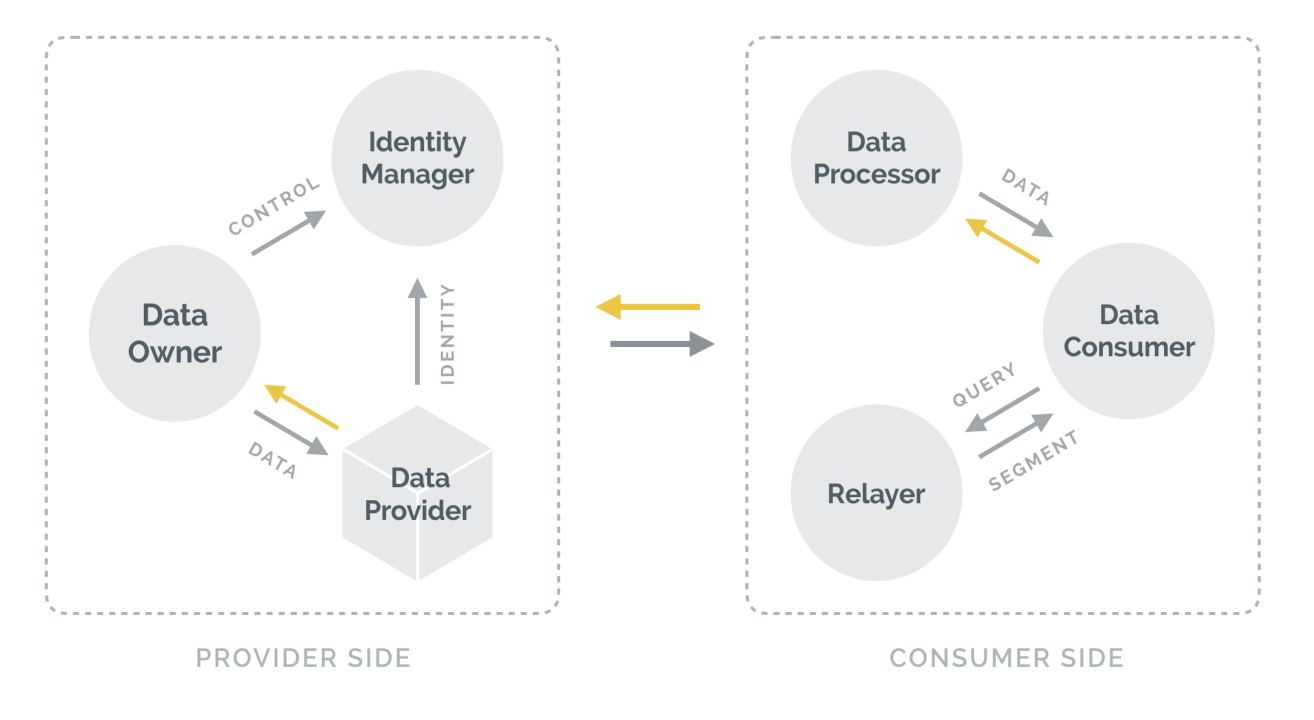 Identity
Manager
CONTROL
Data
Owner
IDENTITY
DATA
Data
Provider
PROVIDER SIDE
Data
Processor
DATA
Data
Consumer
QUERY
SEGMENT
Relayer
CONSUMER SIDE